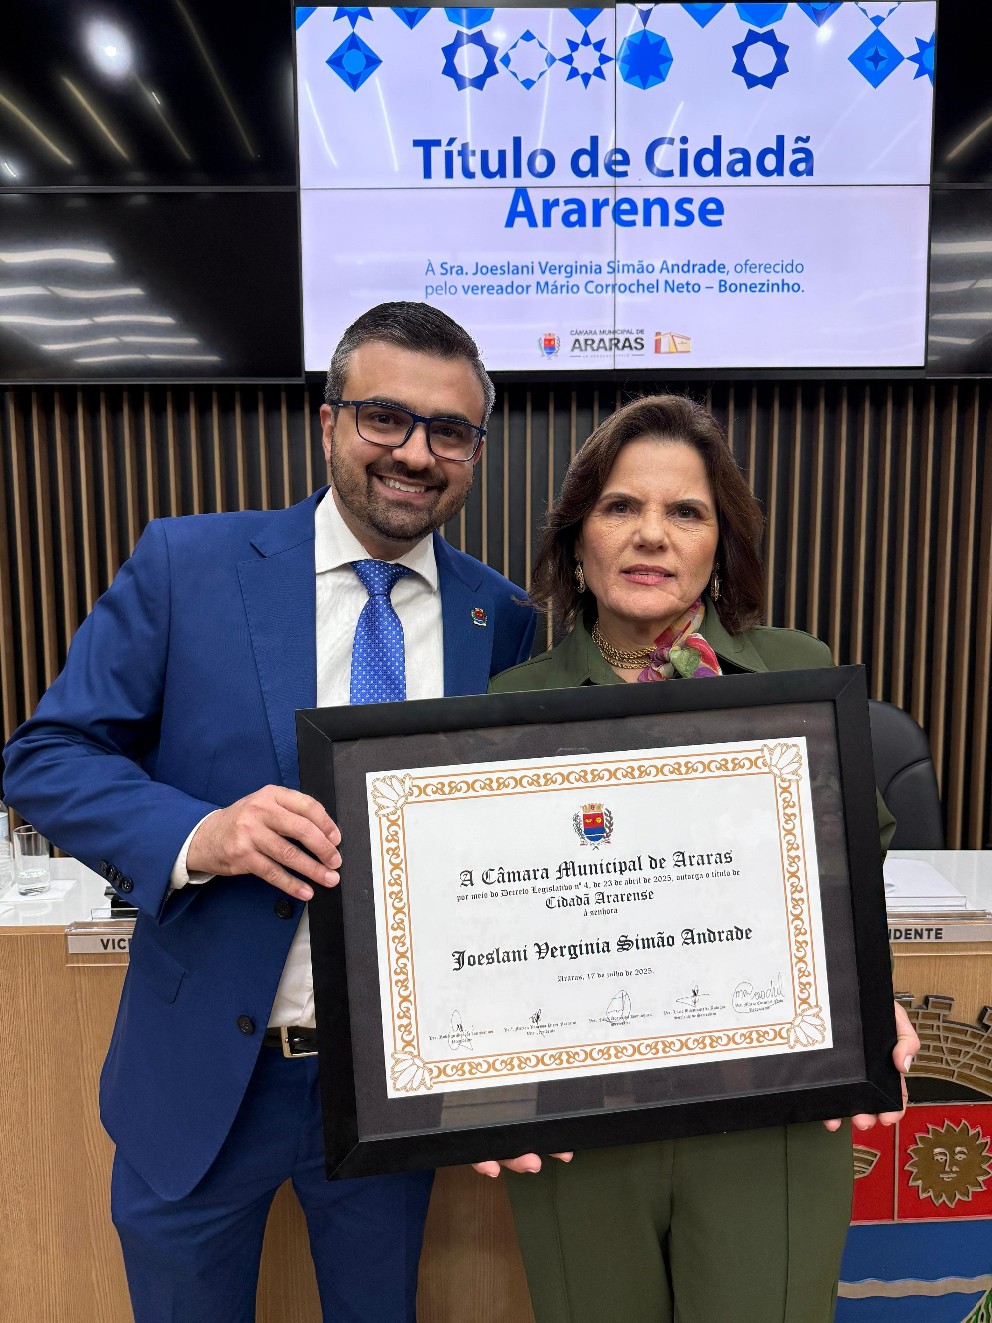 Título de Cidadã
Ararense
À Sra. Joeslani Verginia Simão Andrade, oferecido
pelo vereador Mário Corrochel Neto – Bonezinho.
CÂMARA MUNICIPAL DE
ARARAS
A Câmara Municipal de Araras
por meio do Decreto Legislativo nº 4, de 23 de abril de 2025, outorga o título de
Cidadã Ararense
à senhora
Joeslani Verginia Simão Andrade
Araras, 17 de julho de 2025.
VIC
IDENTE